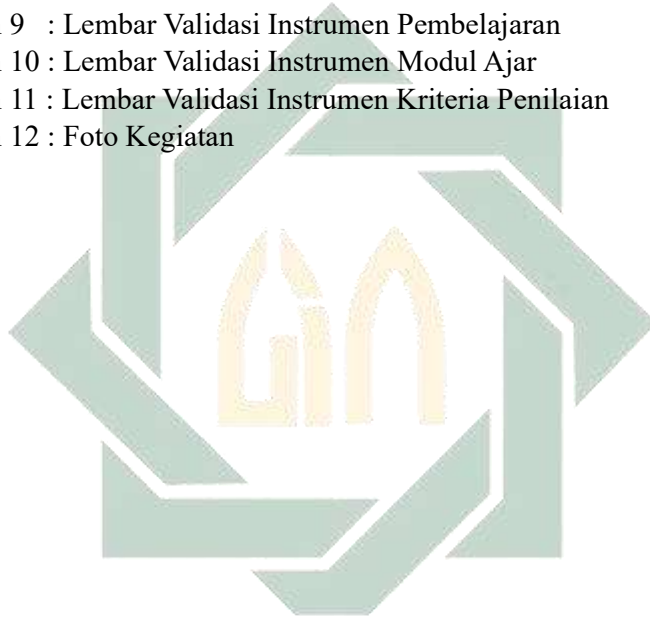 9 : Lembar Validasi Instrumen Pembelajaran
10 : Lembar Validasi Instrumen Modul Ajar
11 : Lembar Validasi Instrumen Kriteria Penilaian
12 : Foto Kegiatan